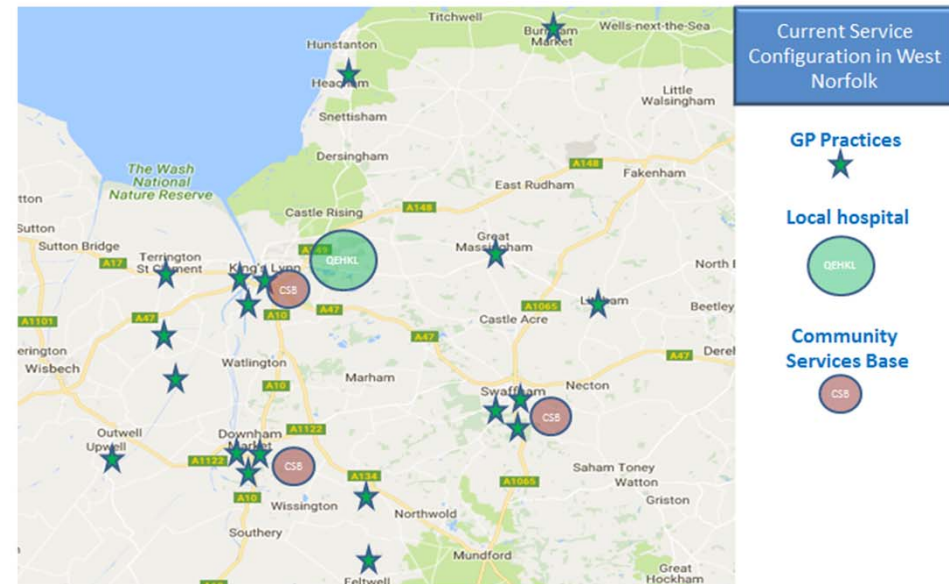 Titchwell
Wells-next-the-Sea
Burnham
Market
Hunstanton
Heacham
Snettisham
Little
Walsingham
Dersingham
A148
Fakenham
East Rudham
The Wash
National
Nature Reserve
Castle Rising
A148
Sutton
Sutton Bridge
A17
Terrington
St Clement
King's Lynn
QEHKL
CSB
Great
Massingham
North E
A10
A47
A1065
Litcham
Beetley
A1101
A47
Castle Acre
A47
Dereh
Wisbech
Watlington
A10
Marham
Swaffham
Necton
CSB
Outwell
Upwell
Downham
Market
A1122
A1122
CSB
A134
A10
Wissington
Northwold
A1065
Saham Toney
Watton
Griston
Southery
Mundford
Feltwell
Great
Hockham
Current Service
Configuration in West
Norfolk
GP Practices
Local hospital
QEHKL
Community
Services Base
CSB